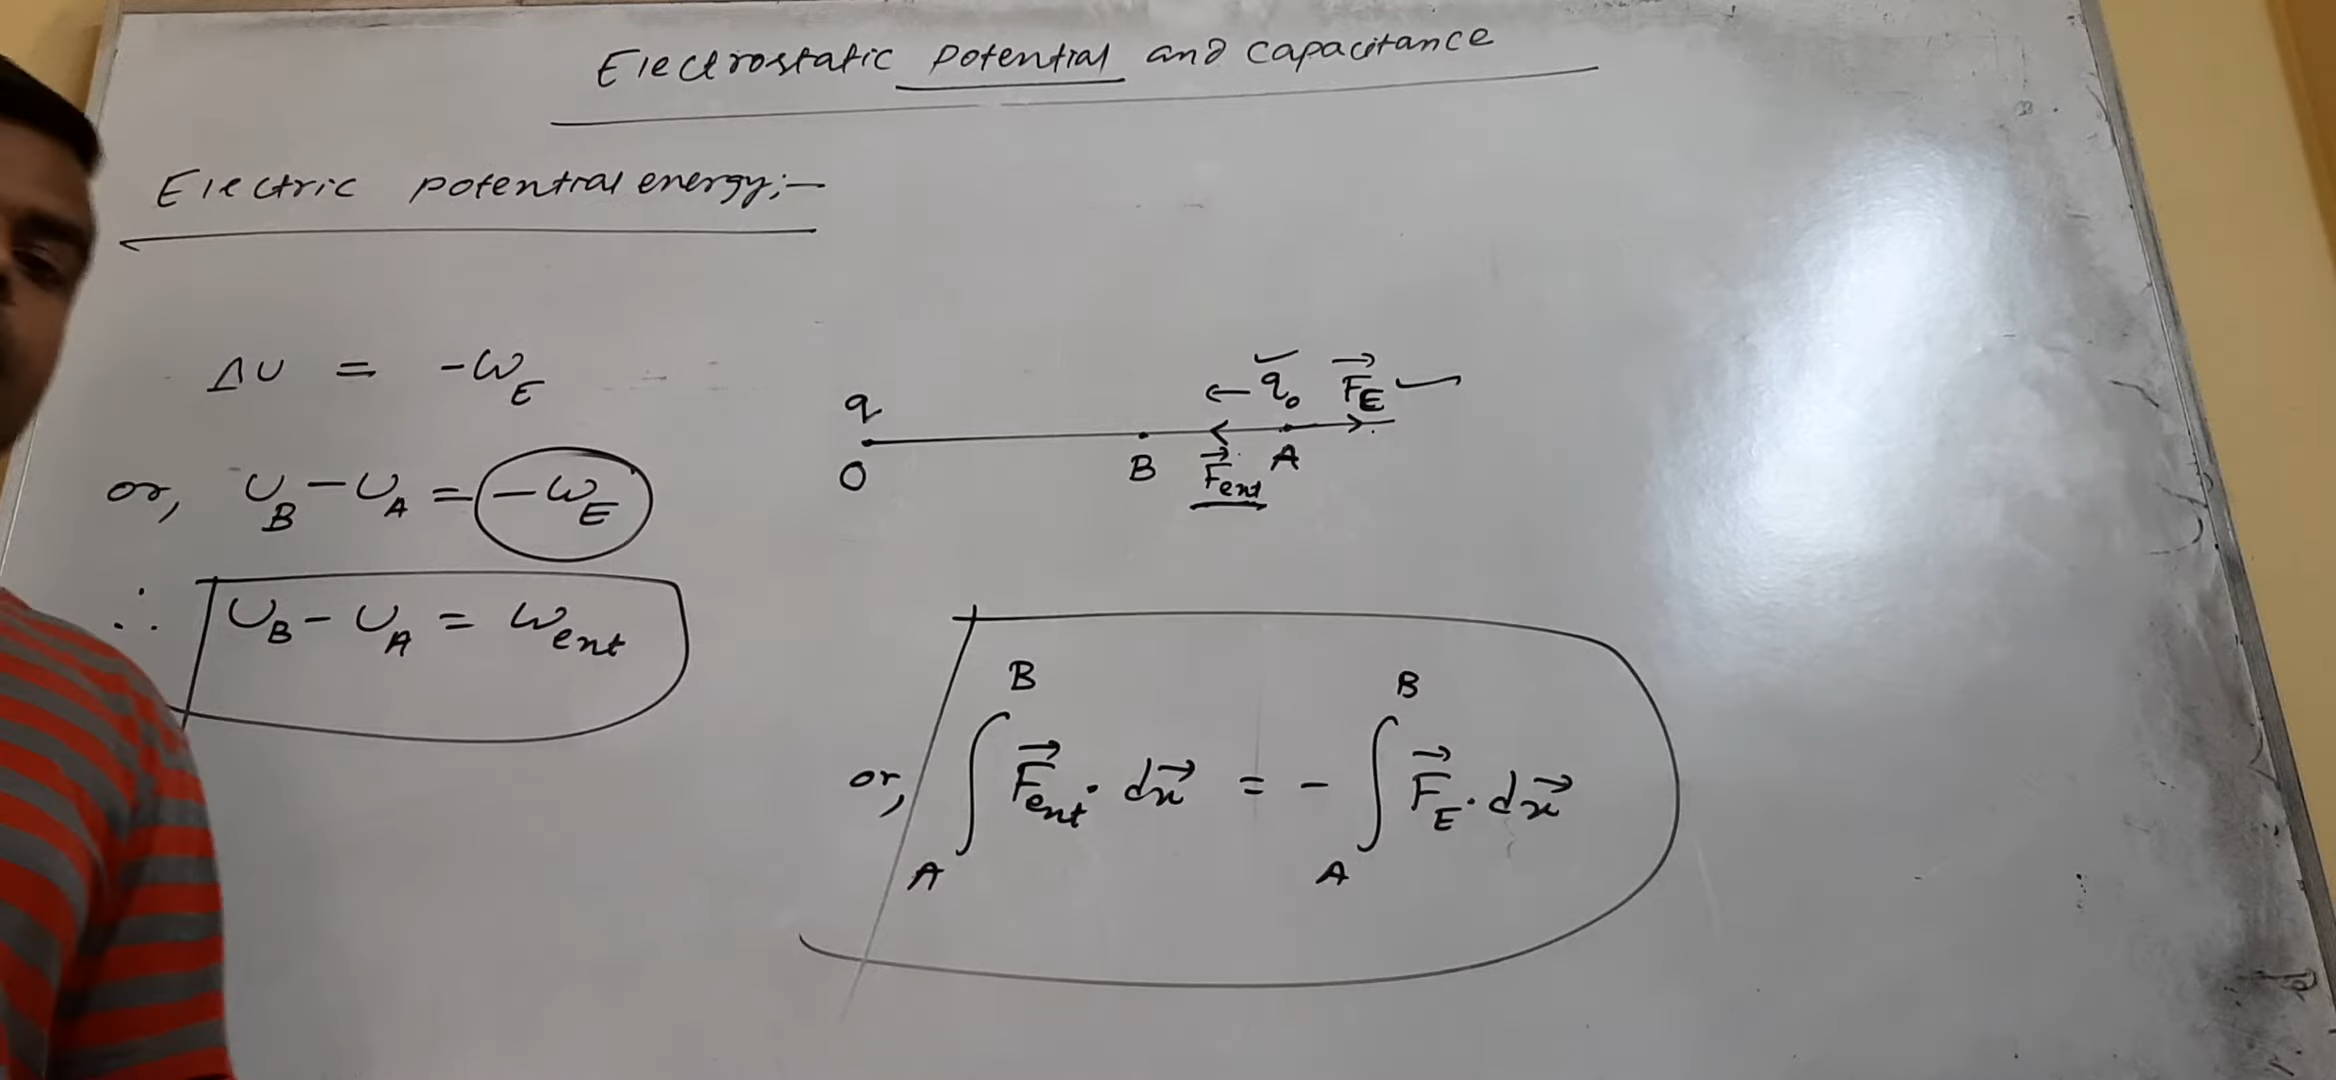 Electrostatic potential and capacitance
Electric potential energy:—
ΔU = -W_E
or, U_B - U_A = -W_E
∴ U_B - U_A = W_ext
q ← q₀ F⃗_E
O B F⃗_ext A
or, ∫_A^B F⃗_ext · dx⃗ = - ∫_A^B F⃗_E · dx⃗